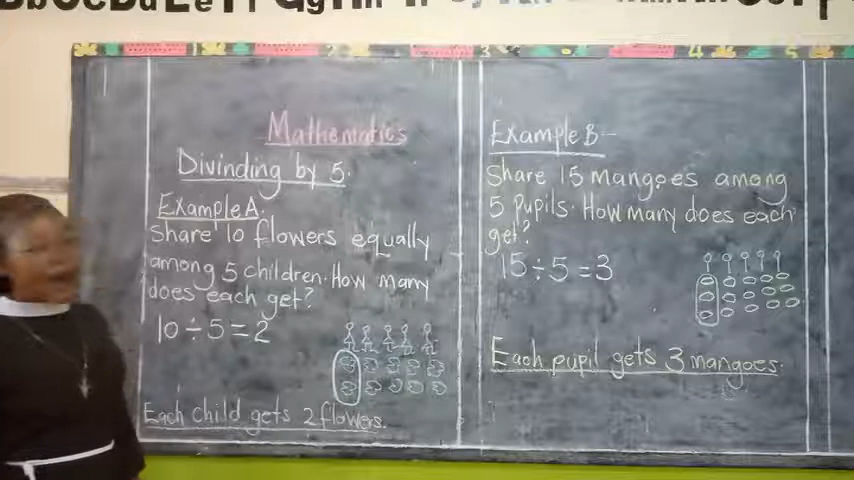 Mathematics
Divinding by 5.
Example A.
Share 10 flowers equally
among 5 children. How many
does each get?
10 ÷ 5 = 2
Each child gets 2 flowers.
Example B:-
Share 15 mangoes among
5 pupils. How many does each
get?
15 ÷ 5 = 3
Each pupil gets 3 mangoes.